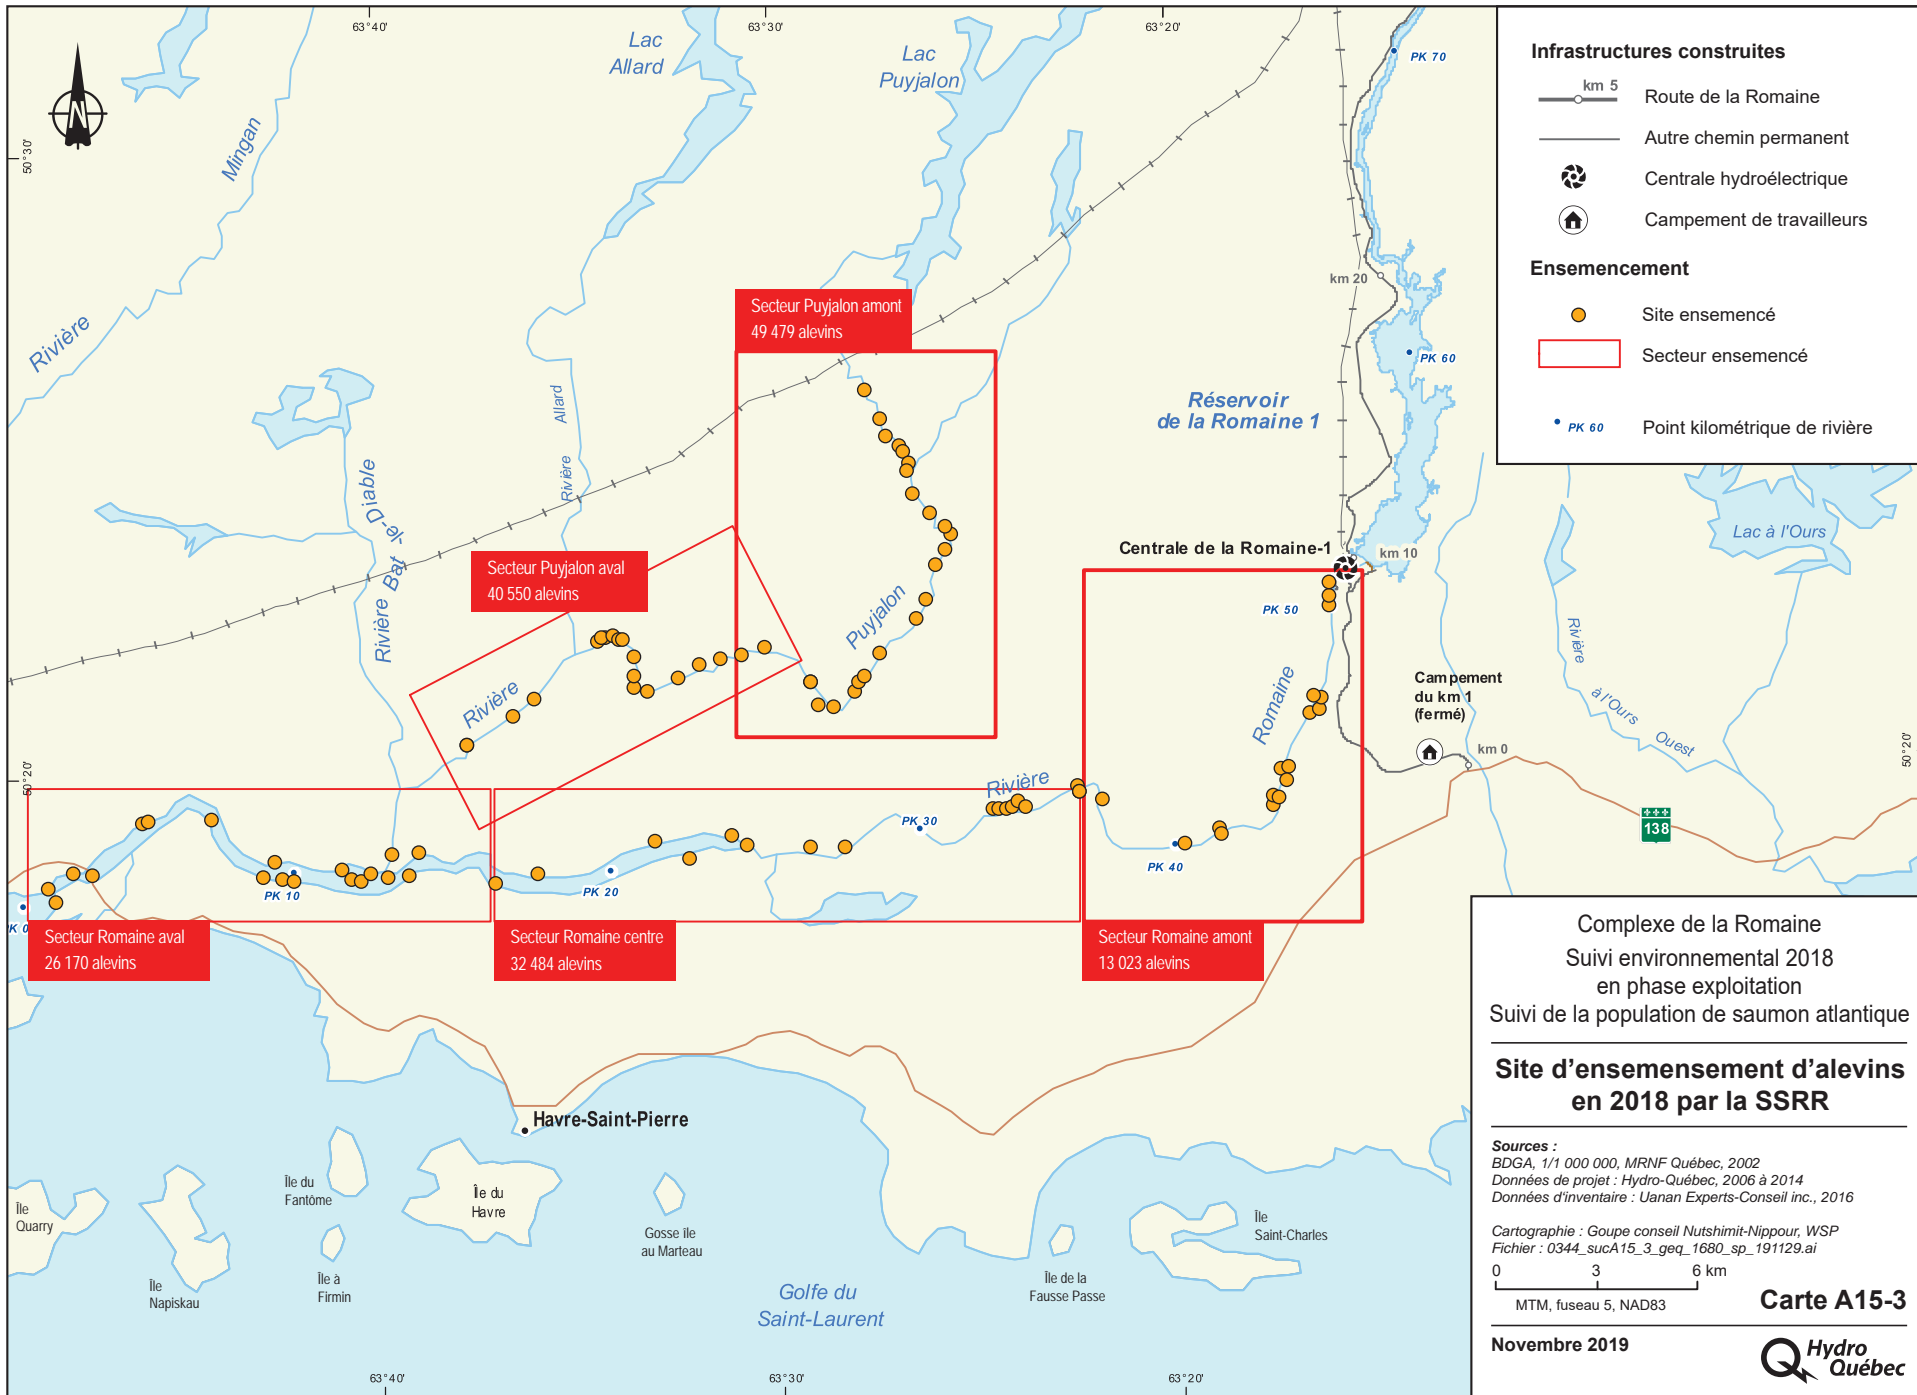 63°40'
63°30'
63°20'
50°30'
50°20'
50°20'
63°40'
63°30'
63°20'
Lac
Allard
Lac
Puyjalon
Rivière
Mingan
Rivière
Allard
Rivière
Bat
-le-Diable
Secteur Puyjalon amont
49 479 alevins
Secteur Puyjalon aval
40 550 alevins
Rivière
Puyjalon
Réservoir
de la Romaine 1
PK 70
km 20
PK 60
Centrale de la Romaine-1
km 10
PK 50
Romaine
Campement
du km 1
(fermé)
km 0
Rivière
à l'Ours
Ouest
Lac à l'Ours
138
Rivière
PK 30
PK 40
PK 20
PK 10
PK 0
Secteur Romaine aval
26 170 alevins
Secteur Romaine centre
32 484 alevins
Secteur Romaine amont
13 023 alevins
Havre-Saint-Pierre
Île
Quarry
Île
Napiskau
Île du
Fantôme
Île à
Firmin
Île du
Havre
Gosse île
au Marteau
Golfe du
Saint-Laurent
Île de la
Fausse Passe
Île
Saint-Charles
N
Infrastructures construites
km 5
Route de la Romaine
Autre chemin permanent
Centrale hydroélectrique
Campement de travailleurs
Ensemencement
Site ensemencé
Secteur ensemencé
PK 60
Point kilométrique de rivière
Complexe de la Romaine
Suivi environnemental 2018
en phase exploitation
Suivi de la population de saumon atlantique
Site d'ensemensement d'alevins
en 2018 par la SSRR
Sources :
BDGA, 1/1 000 000, MRNF Québec, 2002
Données de projet : Hydro-Québec, 2006 à 2014
Données d'inventaire : Uanan Experts-Conseil inc., 2016
Cartographie : Goupe conseil Nutshimit-Nippour, WSP
Fichier : 0344_sucA15_3_geq_1680_sp_191129.ai
0 3 6 km
MTM, fuseau 5, NAD83
Carte A15-3
Novembre 2019
Hydro
Québec